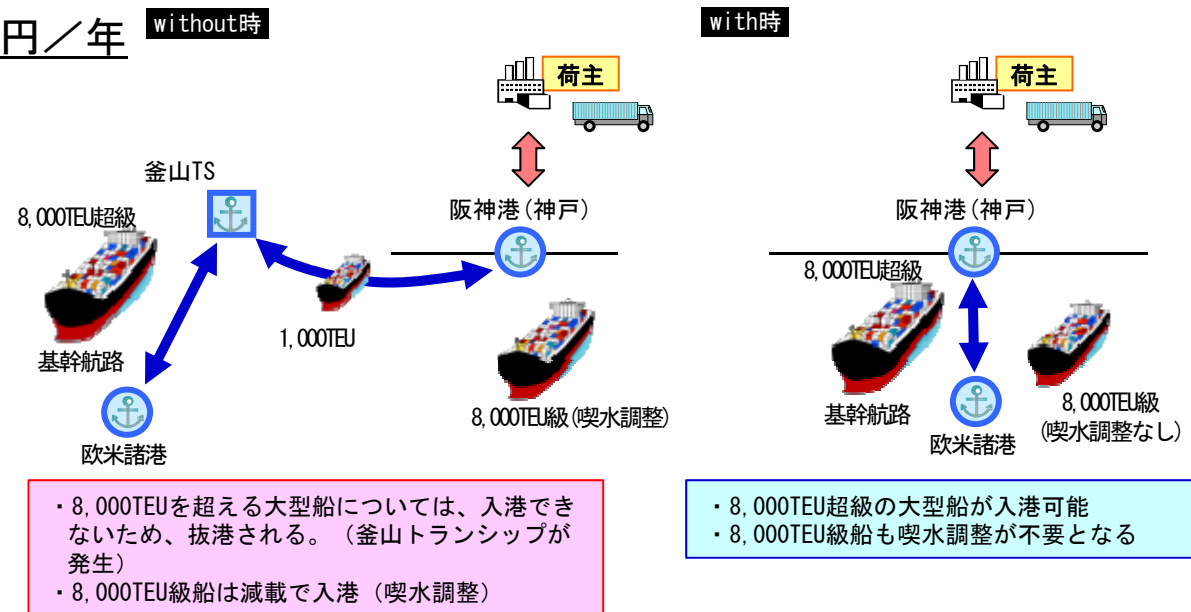 円／年
without時
荷主
釜山TS
8,000TEU超級
阪神港(神戸)
1,000TEU
基幹航路
8,000TEU級(喫水調整)
欧米諸港
・8,000TEUを超える大型船については、入港でき
ないため、抜港される。（釜山トランシップが
発生）
・8,000TEU級船は減載で入港（喫水調整）
with時
荷主
阪神港(神戸)
8,000TEU超級
基幹航路
8,000TEU級
(喫水調整なし)
欧米諸港
・8,000TEU超級の大型船が入港可能
・8,000TEU級船も喫水調整が不要となる